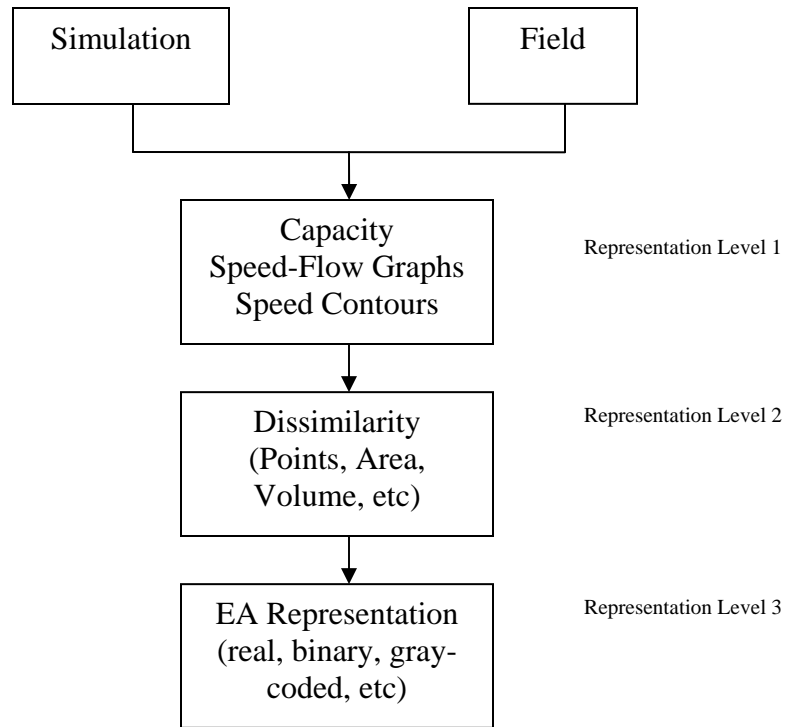 Simulation
Field
Capacity
Speed-Flow Graphs
Speed Contours
Representation Level 1
Dissimilarity
(Points, Area,
Volume, etc)
Representation Level 2
EA Representation
(real, binary, gray-
coded, etc)
Representation Level 3